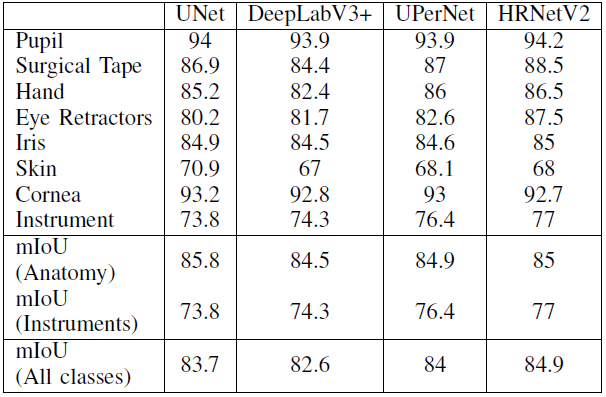 UNet DeepLabV3+ UPerNet HRNetV2
Pupil 94 93.9 93.9 94.2
Surgical Tape 86.9 84.4 87 88.5
Hand 85.2 82.4 86 86.5
Eye Retractors 80.2 81.7 82.6 87.5
Iris 84.9 84.5 84.6 85
Skin 70.9 67 68.1 68
Cornea 93.2 92.8 93 92.7
Instrument 73.8 74.3 76.4 77
mIoU
(Anatomy) 85.8 84.5 84.9 85
mIoU
(Instruments) 73.8 74.3 76.4 77
mIoU
(All classes) 83.7 82.6 84 84.9